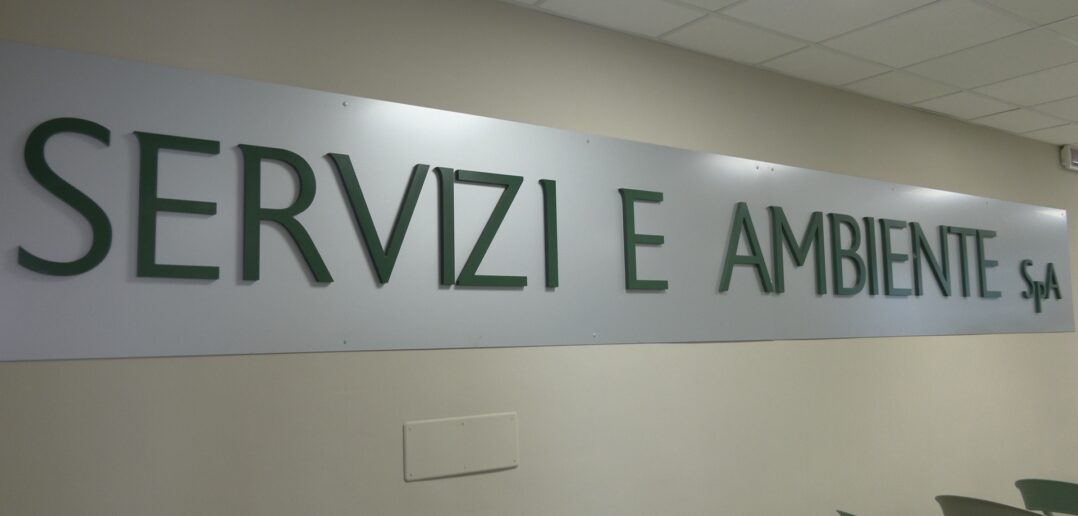 SERVIZI E AMBIENTE SpA